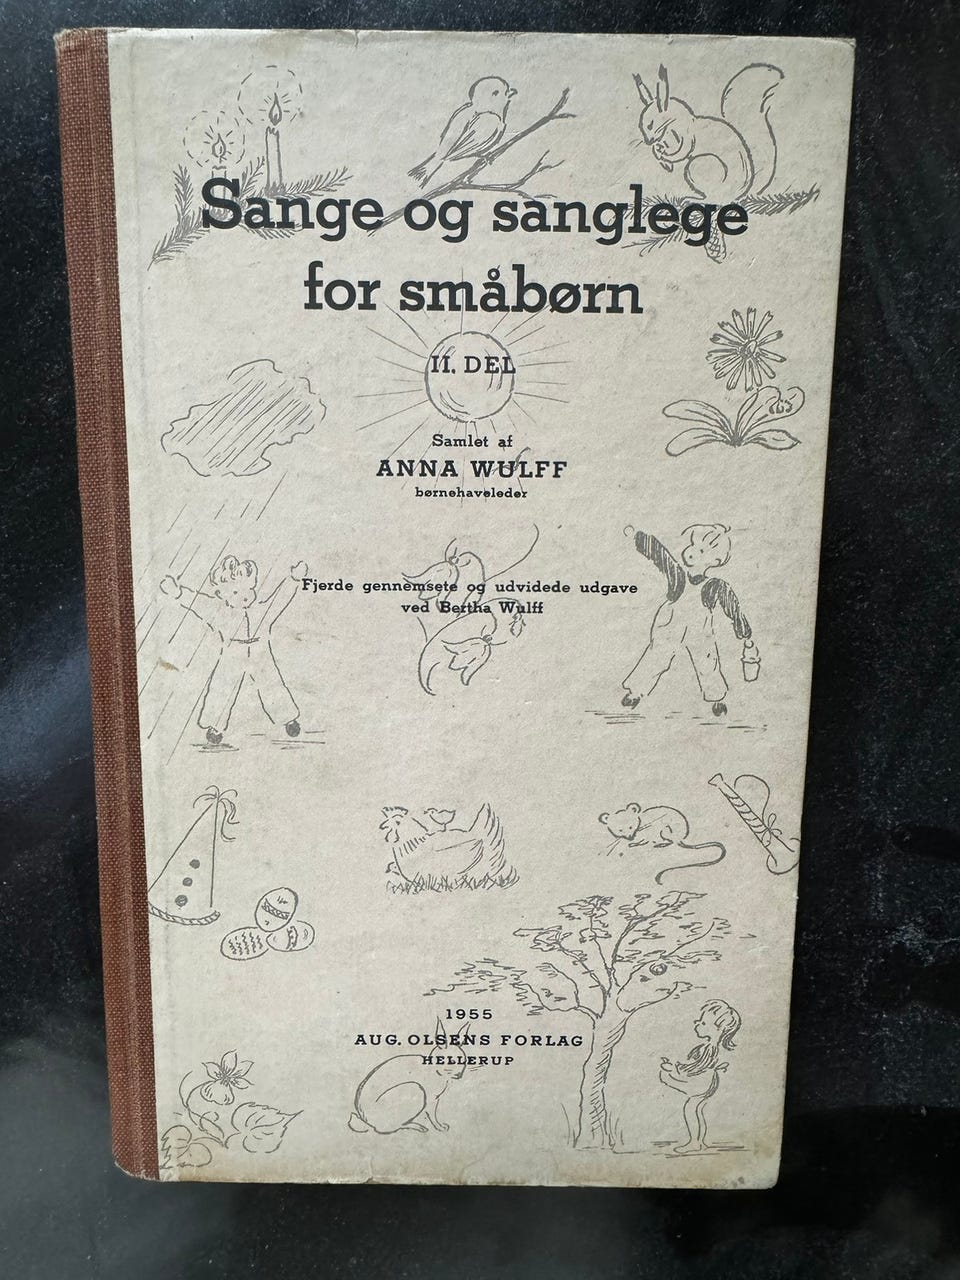 Sange og sanglege
for småbørn
II. DEL
Samlet af
ANNA WULFF
børnehaveleder
Fjerde gennemsete og udvidede udgave
ved Bertha Wulff
1955
AUG. OLSENS FORLAG
HELLERUP